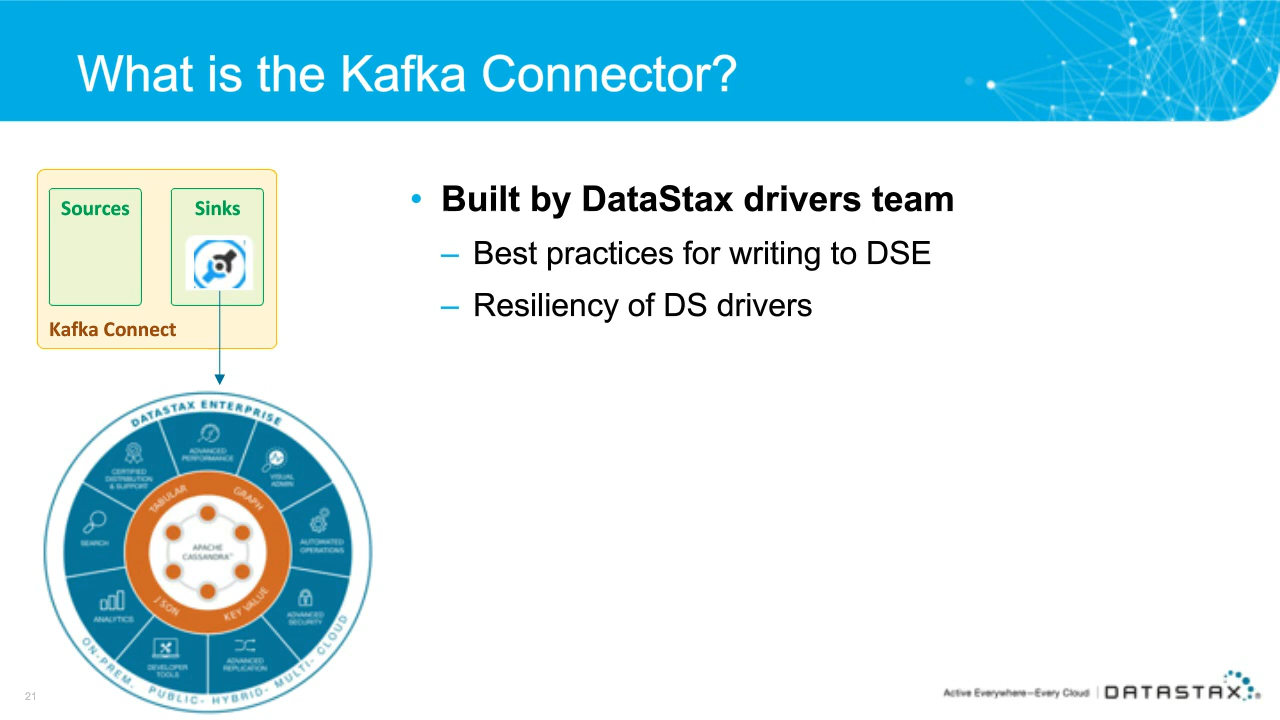 What is the Kafka Connector?
Sources
Sinks
Kafka Connect
• Built by DataStax drivers team
– Best practices for writing to DSE
– Resiliency of DS drivers
DATASTAX ENTERPRISE
ADVANCED
PERFORMANCE
VISUAL
ADMIN
AUTOMATED
OPERATIONS
ADVANCED
SECURITY
ADVANCED
REPLICATION
DEVELOPER
TOOLS
ANALYTICS
SEARCH
CERTIFIED
DISTRIBUTION
& SUPPORT
TABULAR
GRAPH
KEY VALUE
JSON
APACHE
CASSANDRA™
ON-PREM, PUBLIC- HYBRID- MULTI- CLOUD
21
Active Everywhere—Every Cloud | DATASTAX